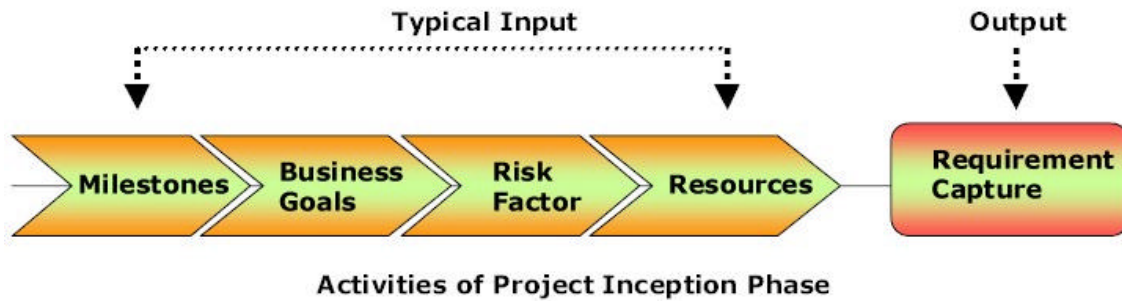 Typical Input
Output
Milestones
Business
Goals
Risk
Factor
Resources
Requirement
Capture
Activities of Project Inception Phase